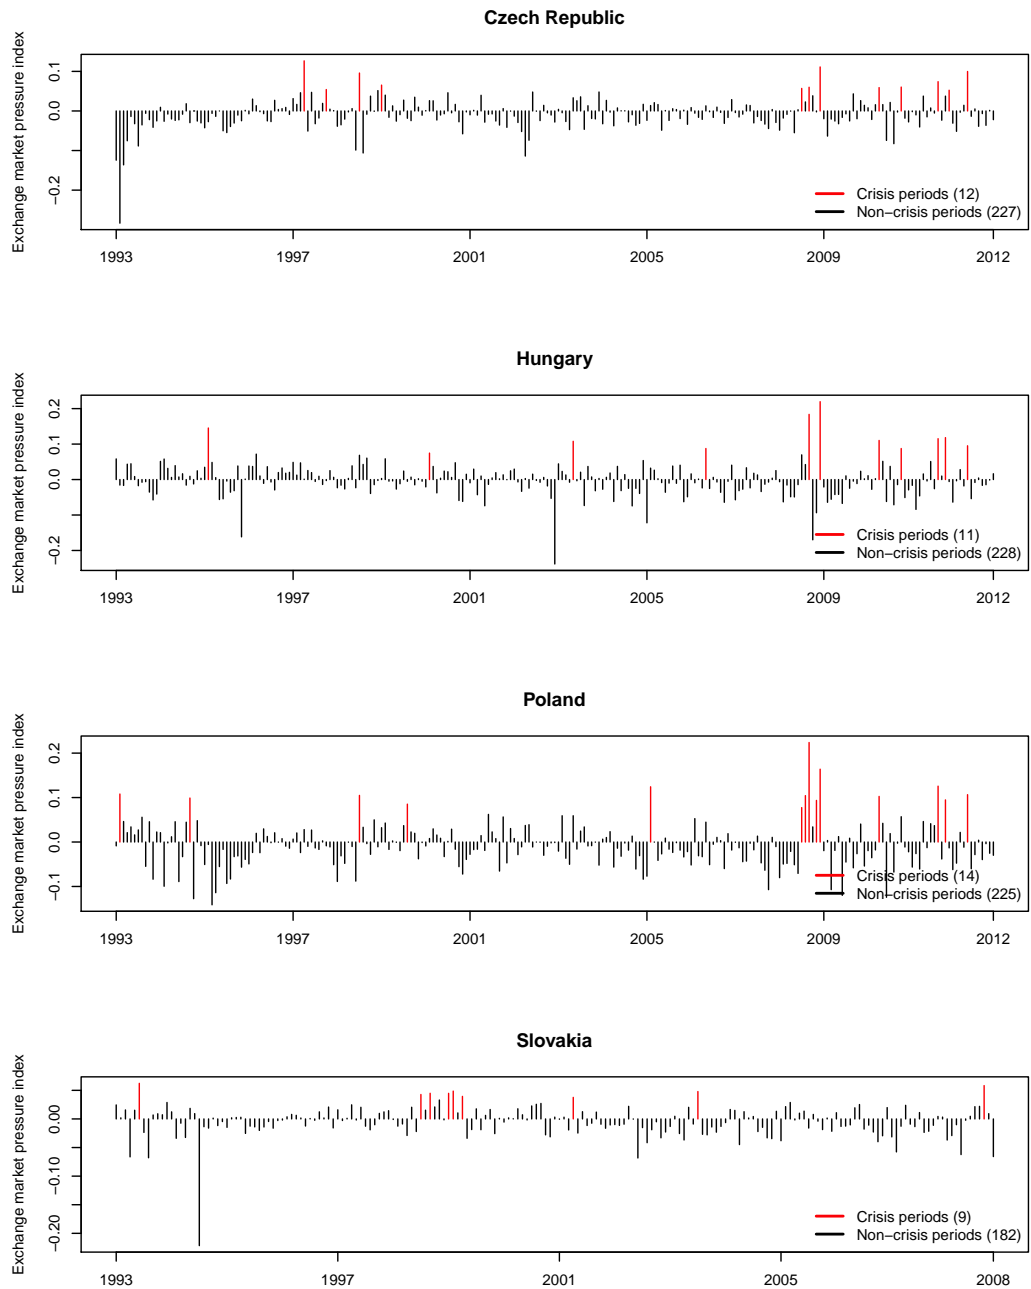 Czech Republic
Exchange market pressure index
0.1
0.0
−0.2
Crisis periods (12)
Non−crisis periods (227)
1993 1997 2001 2005 2009 2012
Hungary
Exchange market pressure index
0.2
0.1
0.0
−0.2
Crisis periods (11)
Non−crisis periods (228)
1993 1997 2001 2005 2009 2012
Poland
Exchange market pressure index
0.2
0.1
0.0
−0.1
Crisis periods (14)
Non−crisis periods (225)
1993 1997 2001 2005 2009 2012
Slovakia
Exchange market pressure index
0.00
−0.10
−0.20
Crisis periods (9)
Non−crisis periods (182)
1993 1997 2001 2005 2008